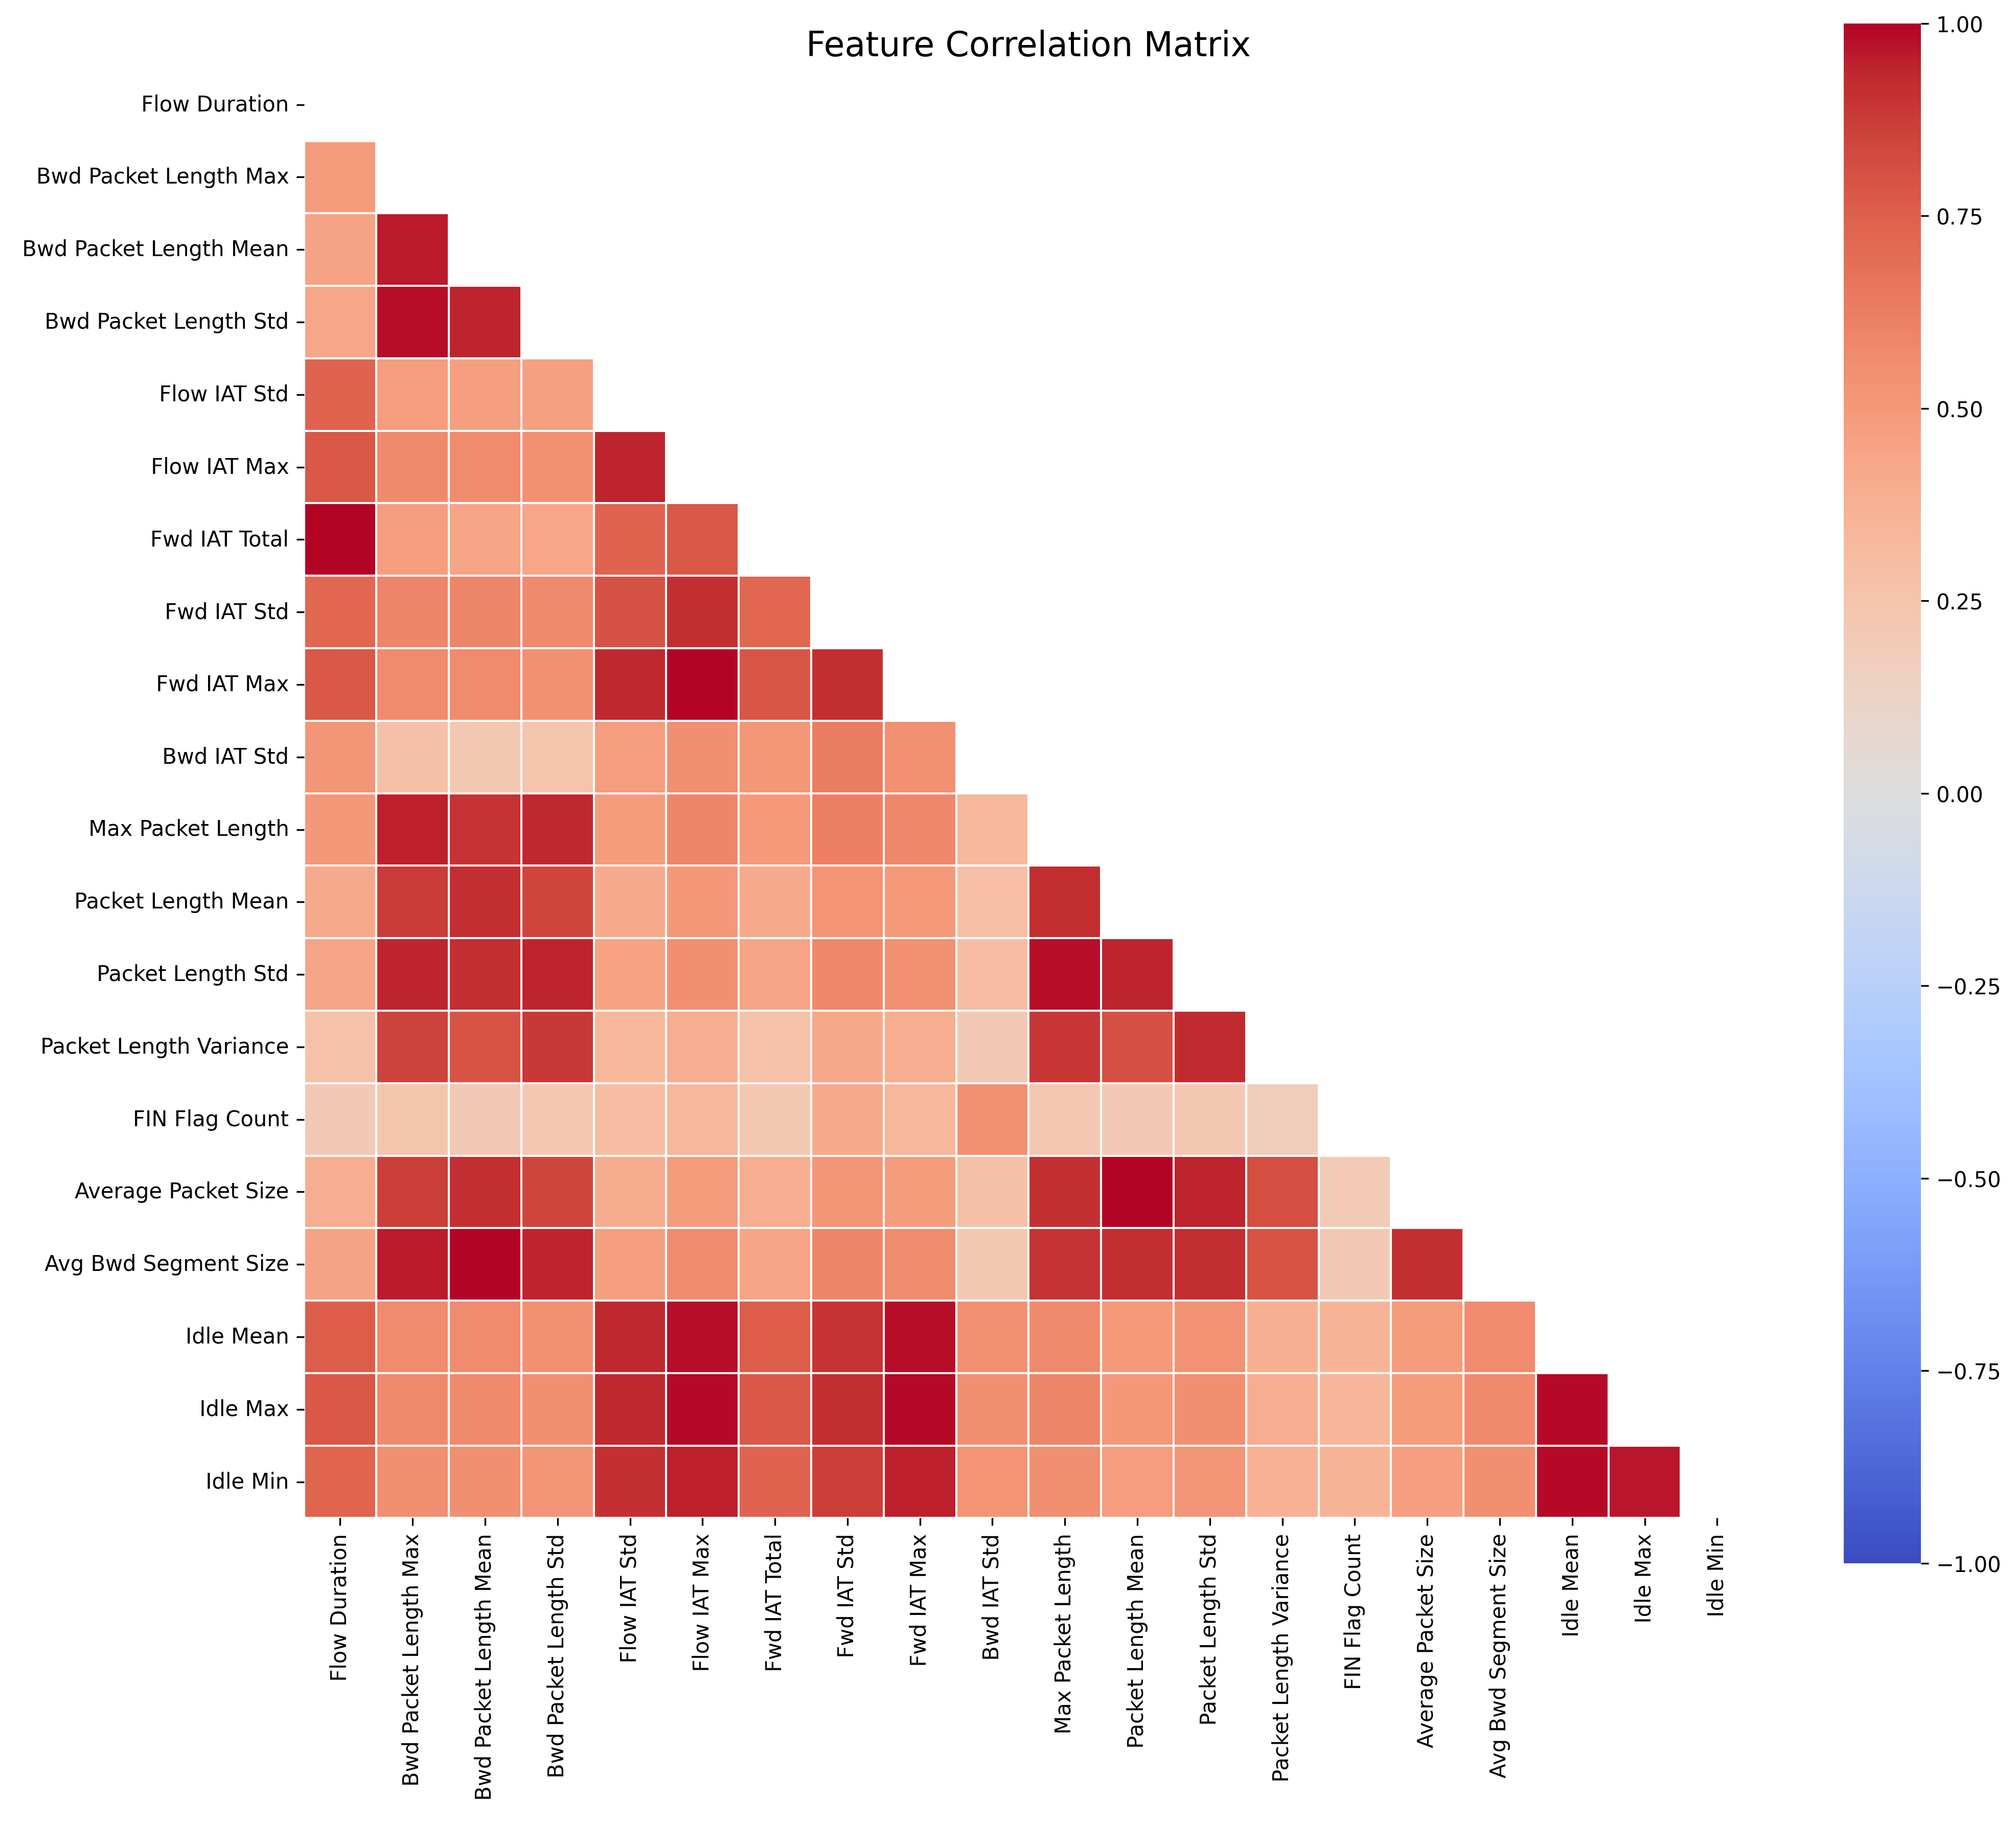 Feature Correlation Matrix
Flow Duration
Bwd Packet Length Max
Bwd Packet Length Mean
Bwd Packet Length Std
Flow IAT Std
Flow IAT Max
Fwd IAT Total
Fwd IAT Std
Fwd IAT Max
Bwd IAT Std
Max Packet Length
Packet Length Mean
Packet Length Std
Packet Length Variance
FIN Flag Count
Average Packet Size
Avg Bwd Segment Size
Idle Mean
Idle Max
Idle Min
Flow Duration
Bwd Packet Length Max
Bwd Packet Length Mean
Bwd Packet Length Std
Flow IAT Std
Flow IAT Max
Fwd IAT Total
Fwd IAT Std
Fwd IAT Max
Bwd IAT Std
Max Packet Length
Packet Length Mean
Packet Length Std
Packet Length Variance
FIN Flag Count
Average Packet Size
Avg Bwd Segment Size
Idle Mean
Idle Max
Idle Min
1.00
0.75
0.50
0.25
0.00
−0.25
−0.50
−0.75
−1.00